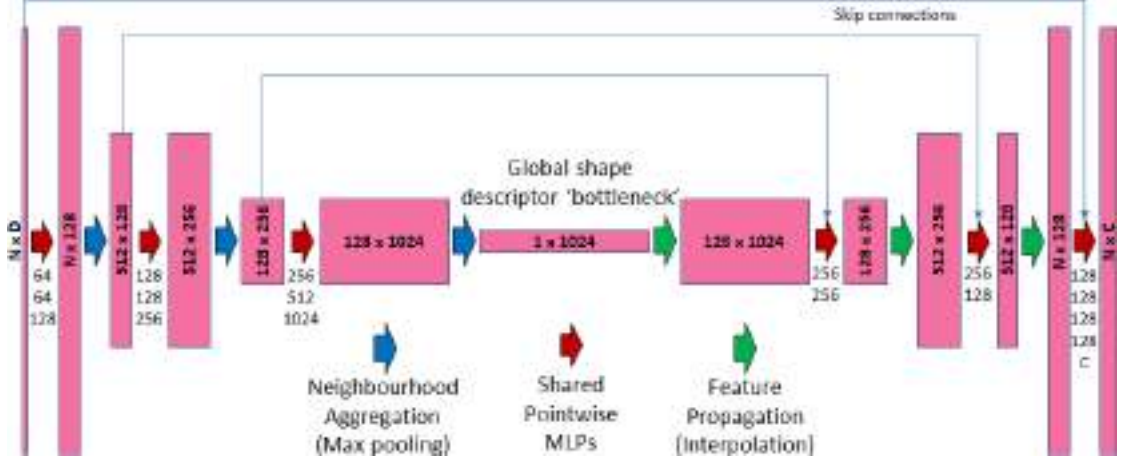 Skip connections
Global shape
descriptor 'bottleneck'
N x D
N x 128
512 x 128
512 x 256
128 x 256
128 x 1024
1 x 1024
128 x 1024
128 x 256
512 x 256
512 x 128
N x 128
N x C
64
64
128
128
128
256
256
512
1024
256
256
256
128
128
128
128
128
C
Neighbourhood
Aggregation
(Max pooling)
Shared
Pointwise
MLPs
Feature
Propagation
(Interpolation)